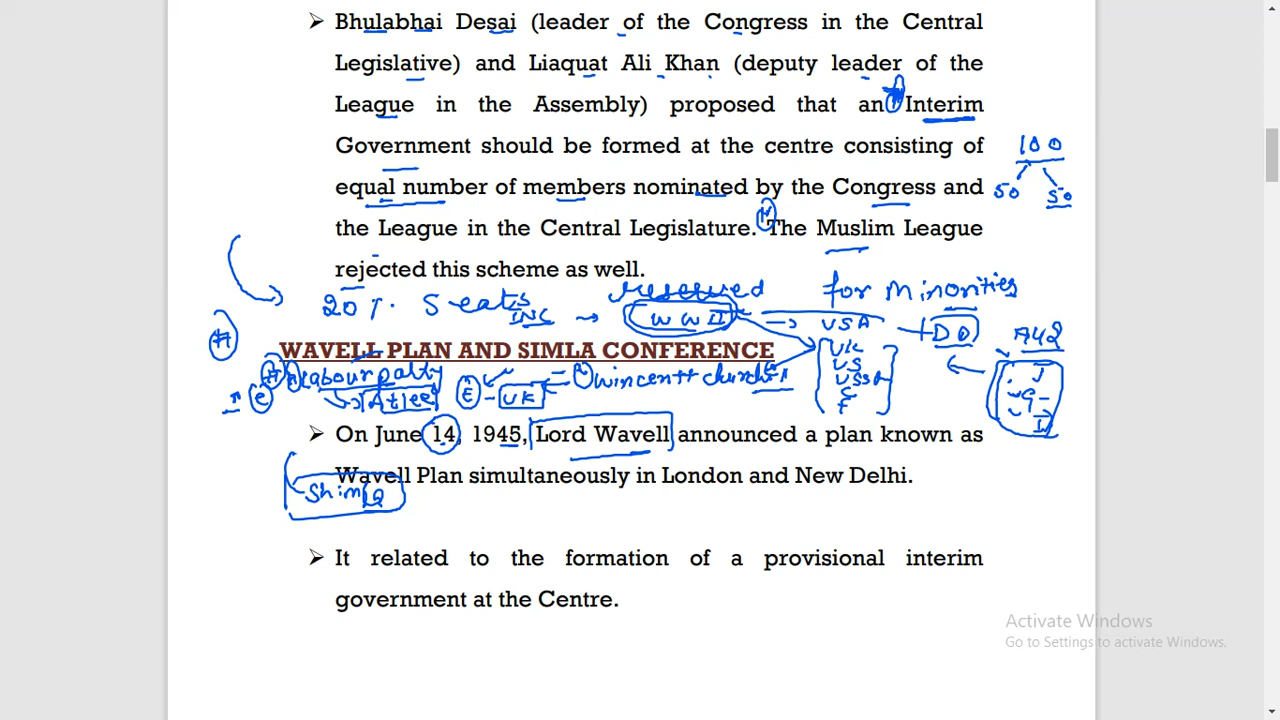 ➢ Bhulabhai Desai (leader of the Congress in the Central
Legislative) and Liaquat Ali Khan (deputy leader of the
League in the Assembly) proposed that an Interim
Government should be formed at the centre consisting of
100
equal number of members nominated by the Congress and
50 50
the League in the Central Legislature. The Muslim League
rejected this scheme as well.
20 %. Seats reserved for Minorities
INC → WW II → USA
WAVELL PLAN AND SIMLA CONFERENCE
UK
US
Labour party
UK
➢ On June 14, 1945, Lord Wavell announced a plan known as
Wavell Plan simultaneously in London and New Delhi.
Shimla
➢ It related to the formation of a provisional interim
government at the Centre.
Activate Windows
Go to Settings to activate Windows.